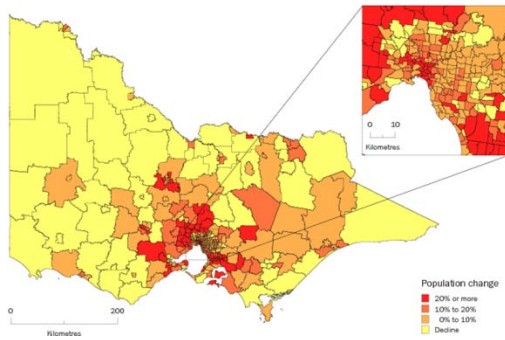 0 10
Kilometres
Population change
20% or more
10% to 20%
0% to 10%
Decline
0 200
Kilometres